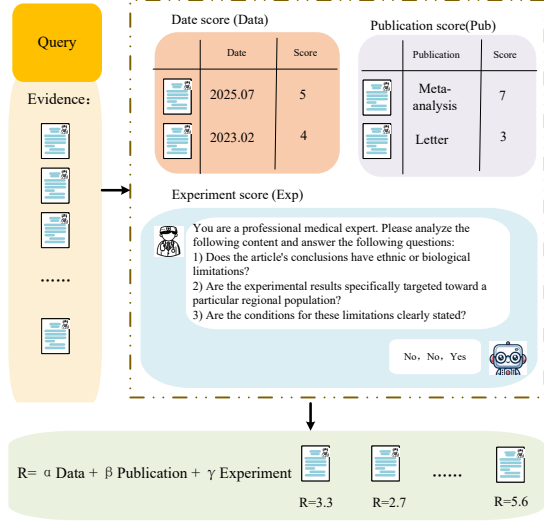 Query
Evidence：
......
Date score (Data)
Date Score
2025.07 5
2023.02 4
Publication score(Pub)
Publication Score
Meta-
analysis 7
Letter 3
Experiment score (Exp)
You are a professional medical expert. Please analyze the
following content and answer the following questions:
1) Does the article's conclusions have ethnic or biological
limitations?
2) Are the experimental results specifically targeted toward a
particular regional population?
3) Are the conditions for these limitations clearly stated?
No，No，Yes
R= α Data + β Publication + γ Experiment
......
R=3.3 R=2.7 R=5.6